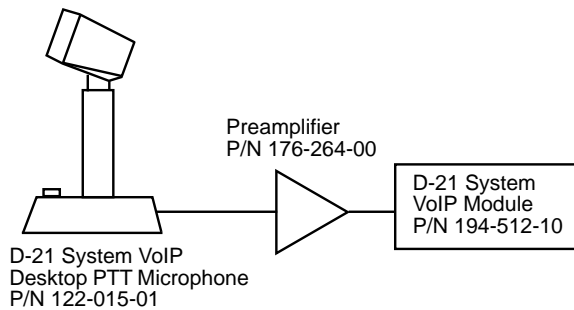 Preamplifier
P/N 176-264-00
D-21 System
VoIP Module
P/N 194-512-10
D-21 System VoIP
Desktop PTT Microphone
P/N 122-015-01